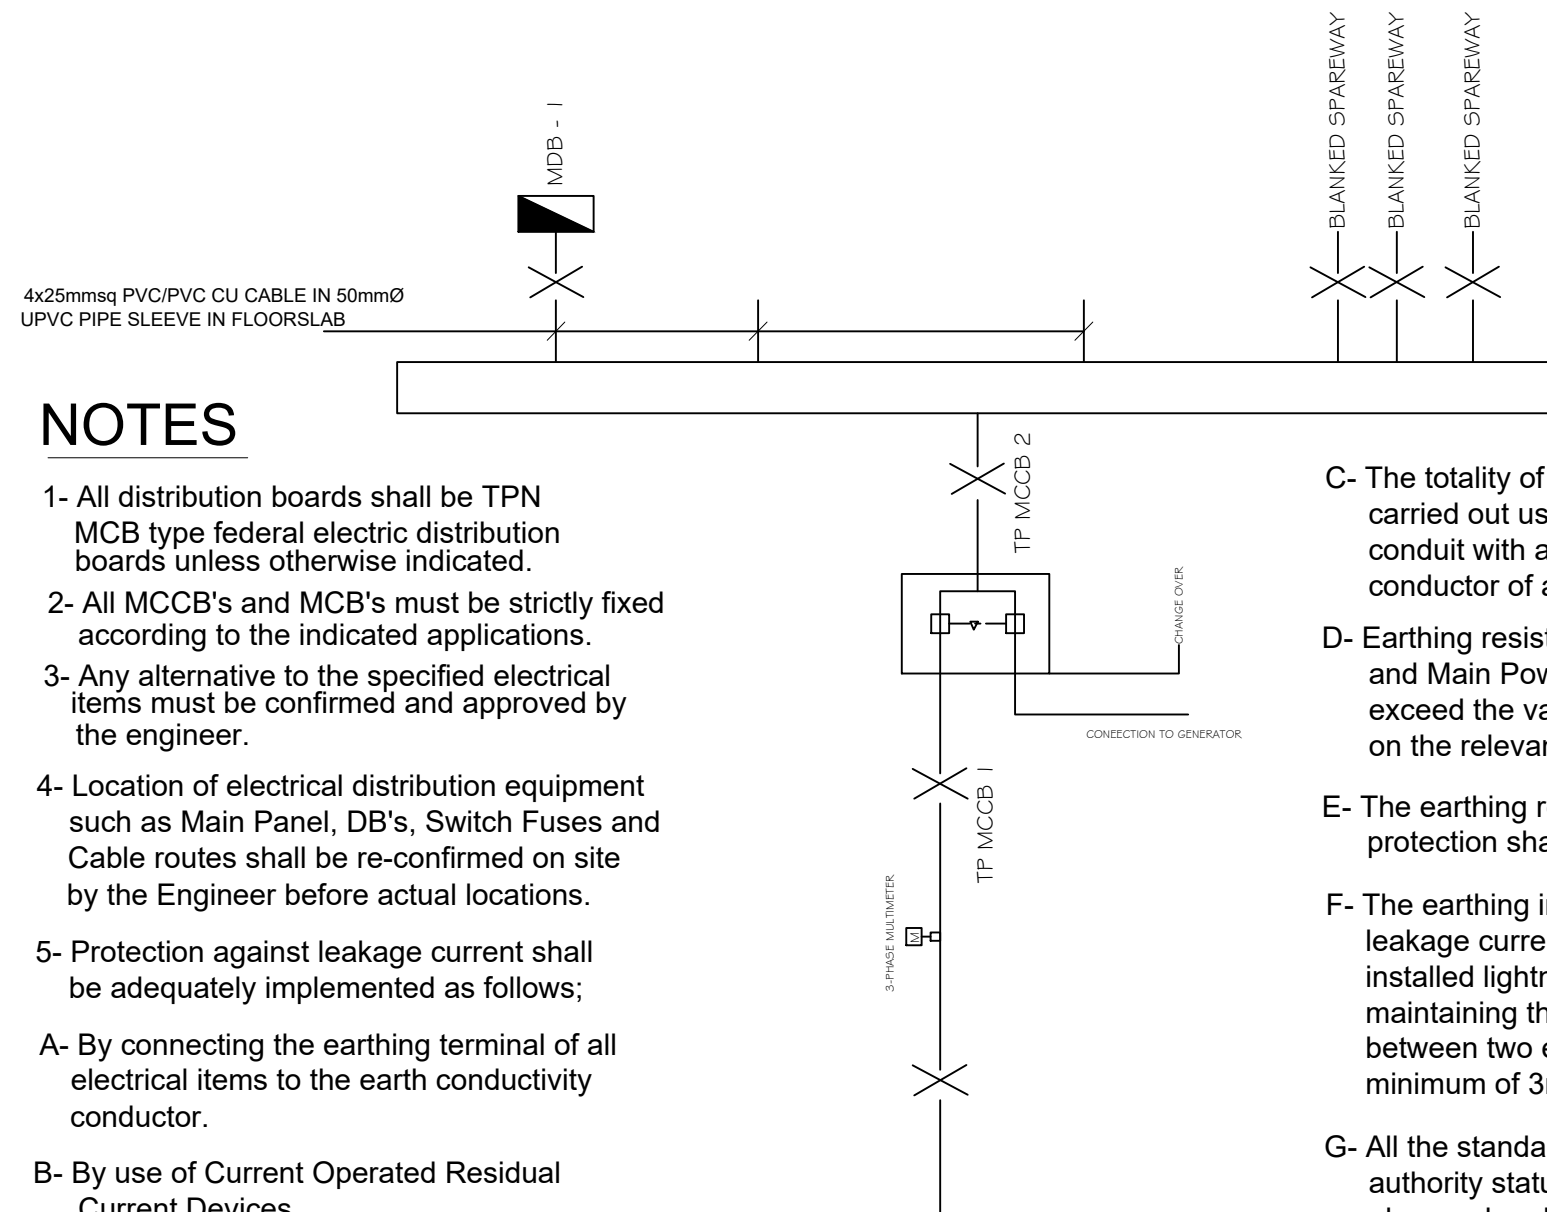 MDB - 1
BLANKED SPAREWAY
BLANKED SPAREWAY
BLANKED SPAREWAY
4x25mmsq PVC/PVC CU CABLE IN 50mmØ
UPVC PIPE SLEEVE IN FLOORSLAB
NOTES
1- All distribution boards shall be TPN
MCB type federal electric distribution
boards unless otherwise indicated.
2- All MCCB's and MCB's must be strictly fixed
according to the indicated applications.
3- Any alternative to the specified electrical
items must be confirmed and approved by
the engineer.
4- Location of electrical distribution equipment
such as Main Panel, DB's, Switch Fuses and
Cable routes shall be re-confirmed on site
by the Engineer before actual locations.
5- Protection against leakage current shall
be adequately implemented as follows;
A- By connecting the earthing terminal of all
electrical items to the earth conductivity
conductor.
B- By use of Current Operated Residual
Current Devices
TP MCCB 2
CHANGE OVER
CONEECTION TO GENERATOR
TP MCCB 1
3-PHASE MULTIMETER
M
C- The totality of
carried out us
conduit with a
conductor of a
D- Earthing resist
and Main Pow
exceed the va
on the relevan
E- The earthing r
protection sha
F- The earthing i
leakage curre
installed lightn
maintaining th
between two e
minimum of 3
G- All the standa
authority statu